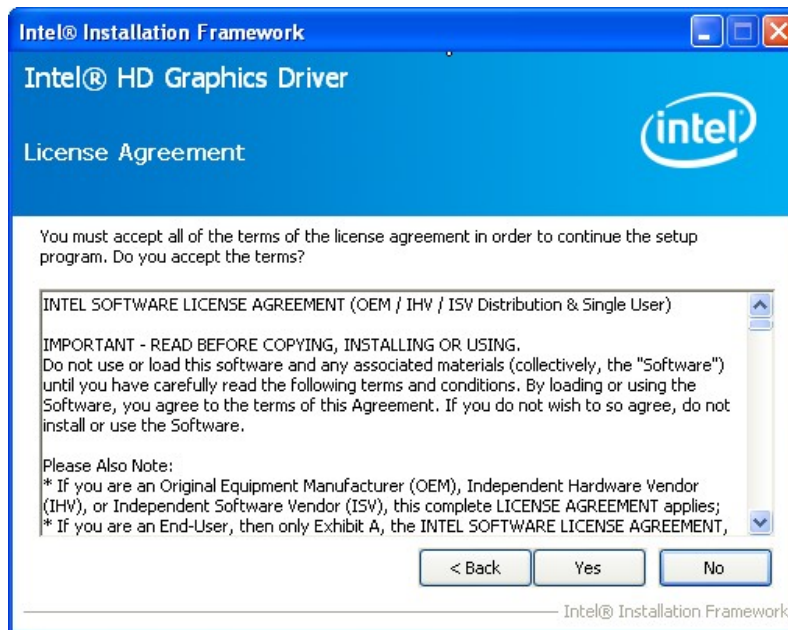 Intel® Installation Framework
Intel® HD Graphics Driver
intel
License Agreement
You must accept all of the terms of the license agreement in order to continue the setup
program. Do you accept the terms?
INTEL SOFTWARE LICENSE AGREEMENT (OEM / IHV / ISV Distribution & Single User)
IMPORTANT - READ BEFORE COPYING, INSTALLING OR USING.
Do not use or load this software and any associated materials (collectively, the "Software")
until you have carefully read the following terms and conditions. By loading or using the
Software, you agree to the terms of this Agreement. If you do not wish to so agree, do not
install or use the Software.
Please Also Note:
* If you are an Original Equipment Manufacturer (OEM), Independent Hardware Vendor
(IHV), or Independent Software Vendor (ISV), this complete LICENSE AGREEMENT applies;
* If you are an End-User, then only Exhibit A, the INTEL SOFTWARE LICENSE AGREEMENT,
< Back
Yes
No
Intel® Installation Framework